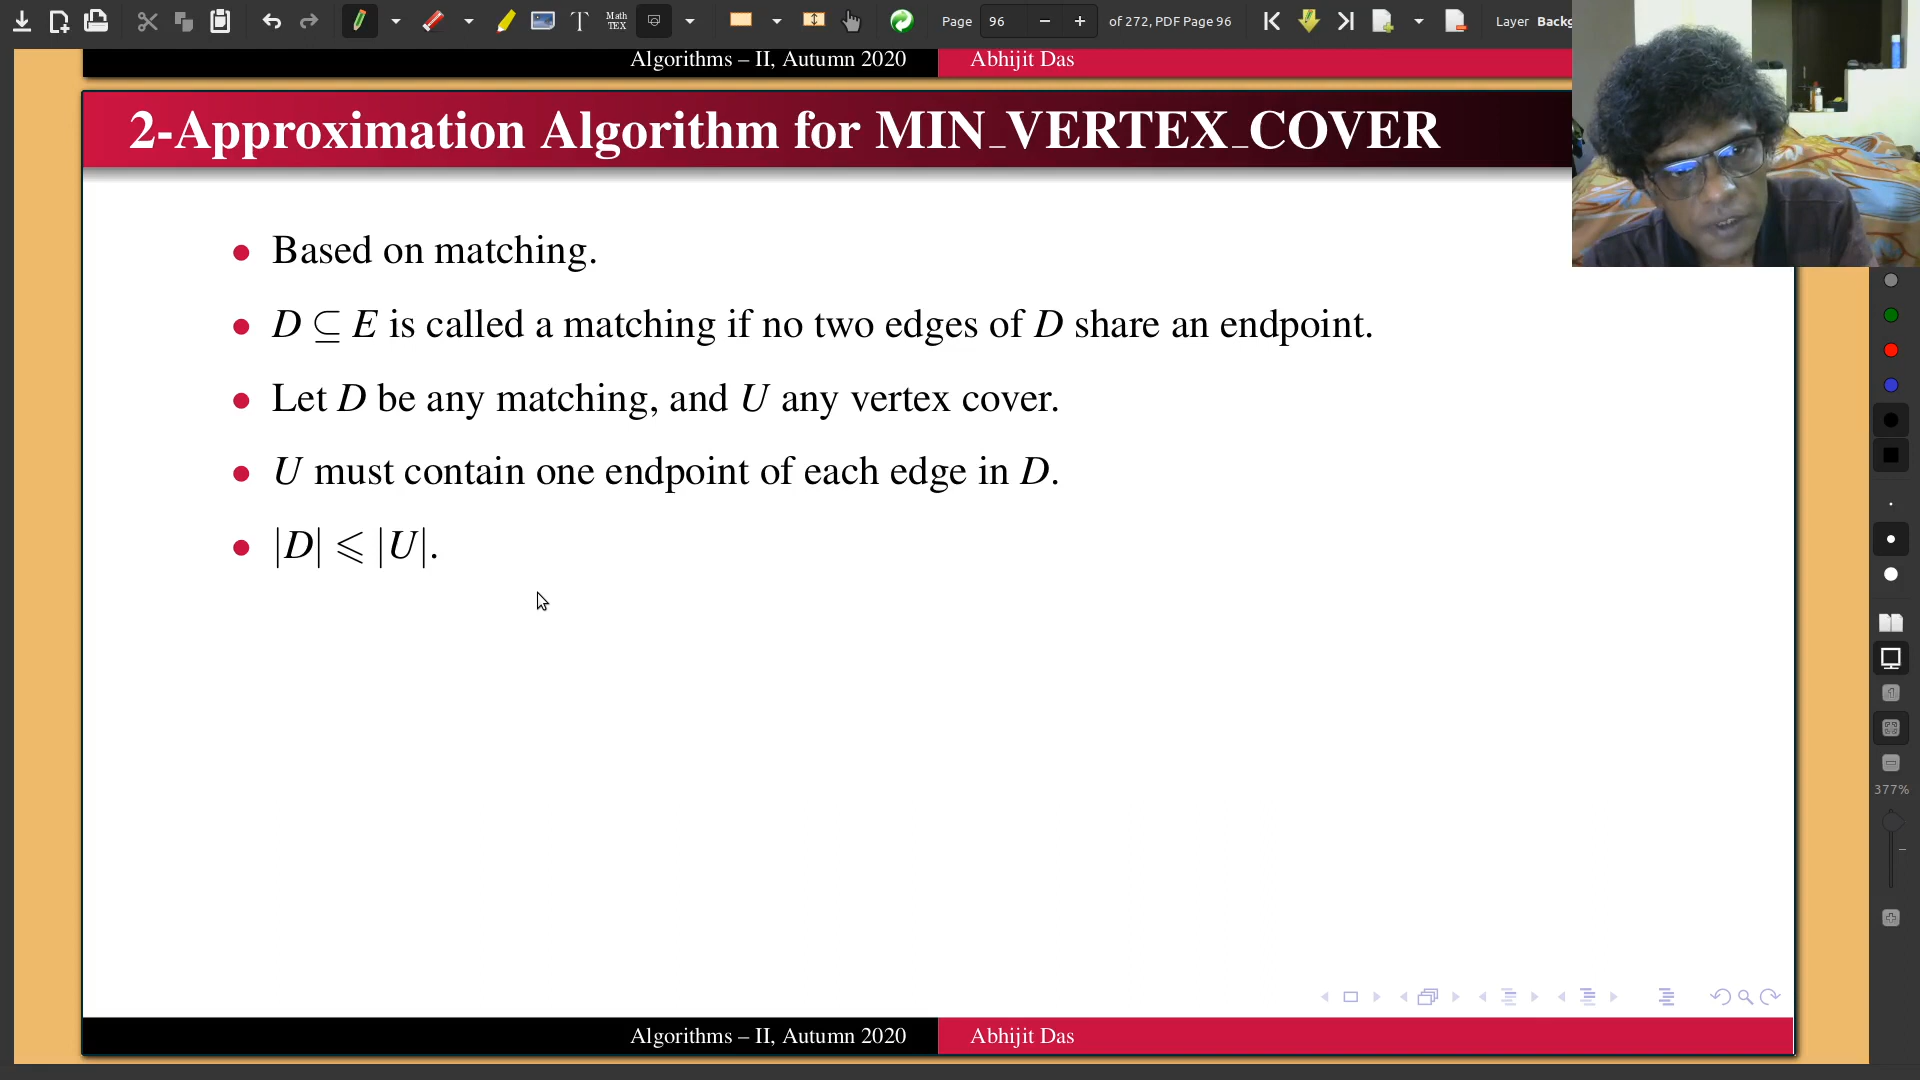 Math
TEX
Page 96 of 272, PDF Page 96 Layer Backg
Algorithms – II, Autumn 2020 Abhijit Das
2-Approximation Algorithm for MIN_VERTEX_COVER
• Based on matching.
• D ⊆ E is called a matching if no two edges of D share an endpoint.
• Let D be any matching, and U any vertex cover.
• U must contain one endpoint of each edge in D.
• |D| ⩽ |U|.
377%
Algorithms – II, Autumn 2020 Abhijit Das